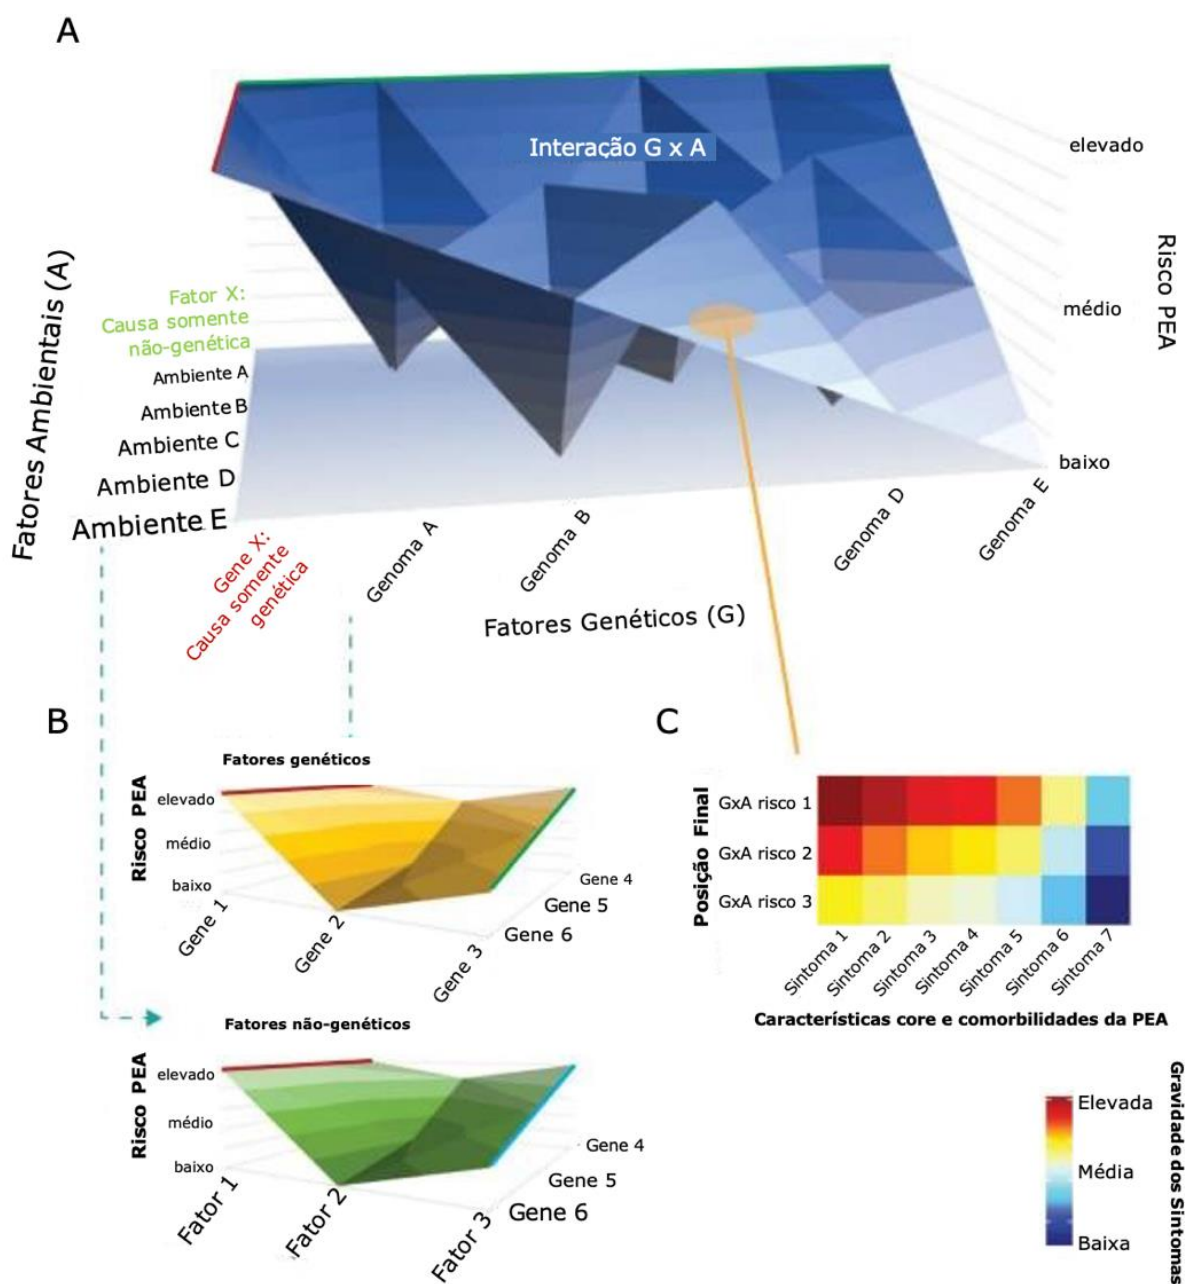 A
Interação G x A
elevado
médio
baixo
Risco PEA
Fatores Ambientais (A)
Fator X:
Causa somente
não-genética
Ambiente A
Ambiente B
Ambiente C
Ambiente D
Ambiente E
Gene X:
Causa somente
genética
Genoma A
Genoma B
Genoma D
Genoma E
Fatores Genéticos (G)
B
Fatores genéticos
Risco PEA
elevado
médio
baixo
Gene 1
Gene 2
Gene 3
Gene 4
Gene 5
Gene 6
Fatores não-genéticos
Risco PEA
elevado
médio
baixo
Fator 1
Fator 2
Fator 3
Gene 4
Gene 5
Gene 6
C
Posição Final
GxA risco 1
GxA risco 2
GxA risco 3
Sintoma 1
Sintoma 2
Sintoma 3
Sintoma 4
Sintoma 5
Sintoma 6
Sintoma 7
Características core e comorbilidades da PEA
Elevada
Média
Baixa
Gravidade dos Sintomas